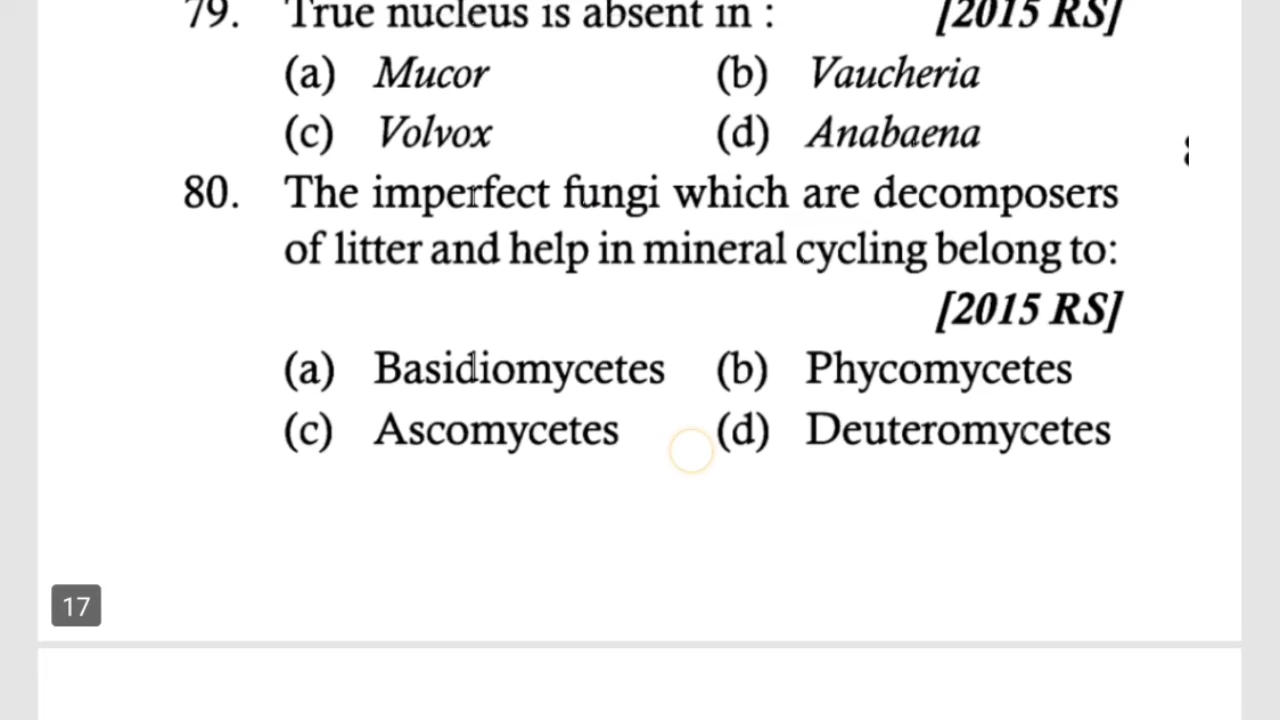 79. True nucleus is absent in : [2015 RS]
(a) Mucor (b) Vaucheria
(c) Volvox (d) Anabaena
80. The imperfect fungi which are decomposers
of litter and help in mineral cycling belong to:
[2015 RS]
(a) Basidiomycetes (b) Phycomycetes
(c) Ascomycetes (d) Deuteromycetes
17